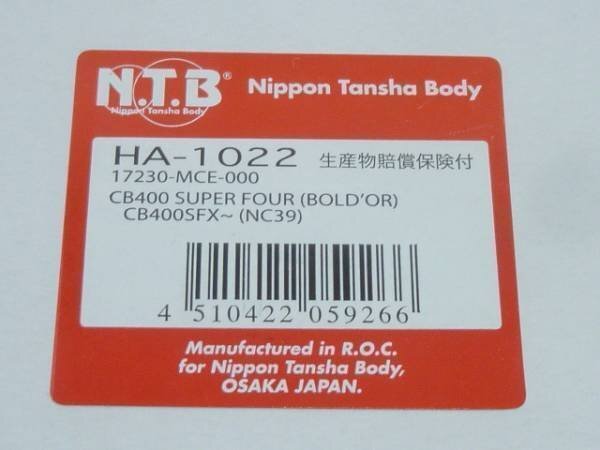 N.T.B®
Nippon Tansha Body
Nippon Tansha Body
HA-1022 生産物賠償保険付
17230-MCE-000
CB400 SUPER FOUR (BOLD'OR)
CB400SFX~ (NC39)
4 510422 059266
Manufactured in R.O.C.
for Nippon Tansha Body,
OSAKA JAPAN.